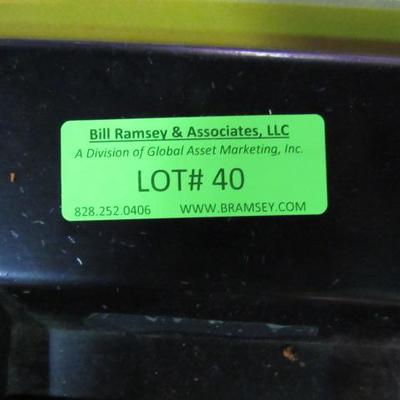 Bill Ramsey & Associates, LLC
A Division of Global Asset Marketing, Inc.
LOT# 40
828.252.0406 WWW.BRAMSEY.COM